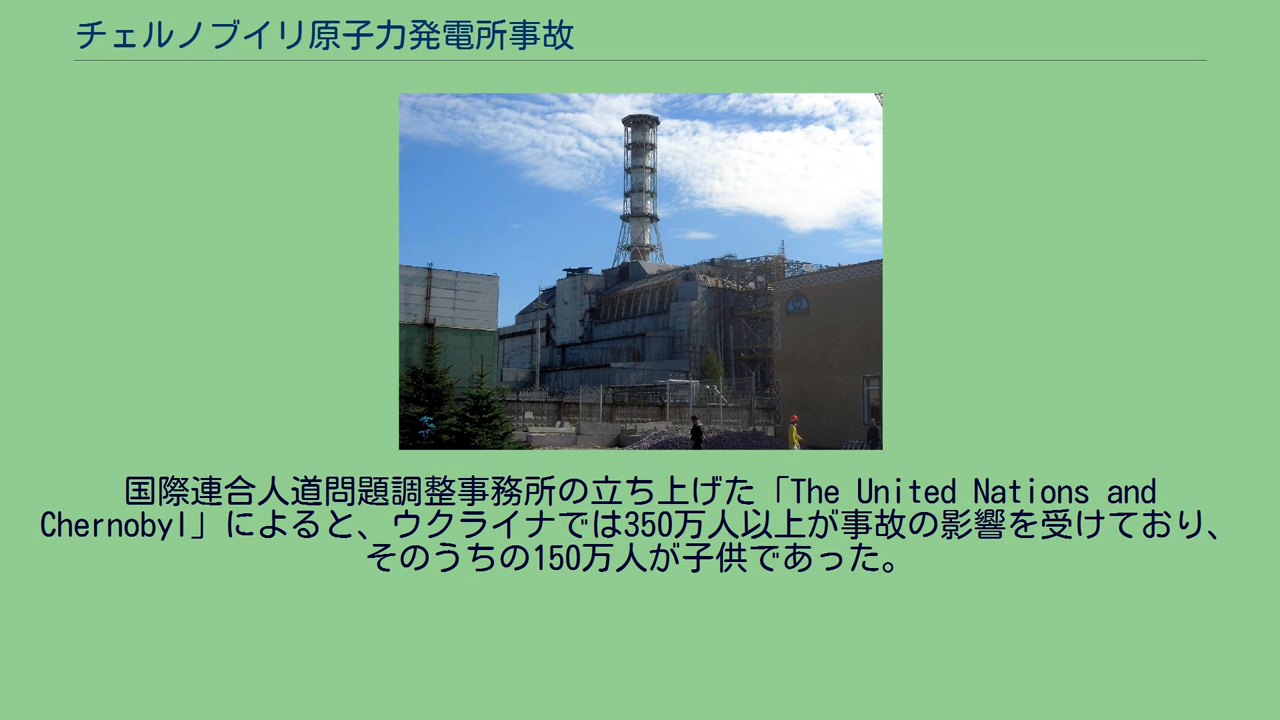 チェルノブイリ原子力発電所事故
国際連合人道問題調整事務所の立ち上げた「The United Nations and
Chernobyl」によると、ウクライナでは350万人以上が事故の影響を受けており、
そのうちの150万人が子供であった。